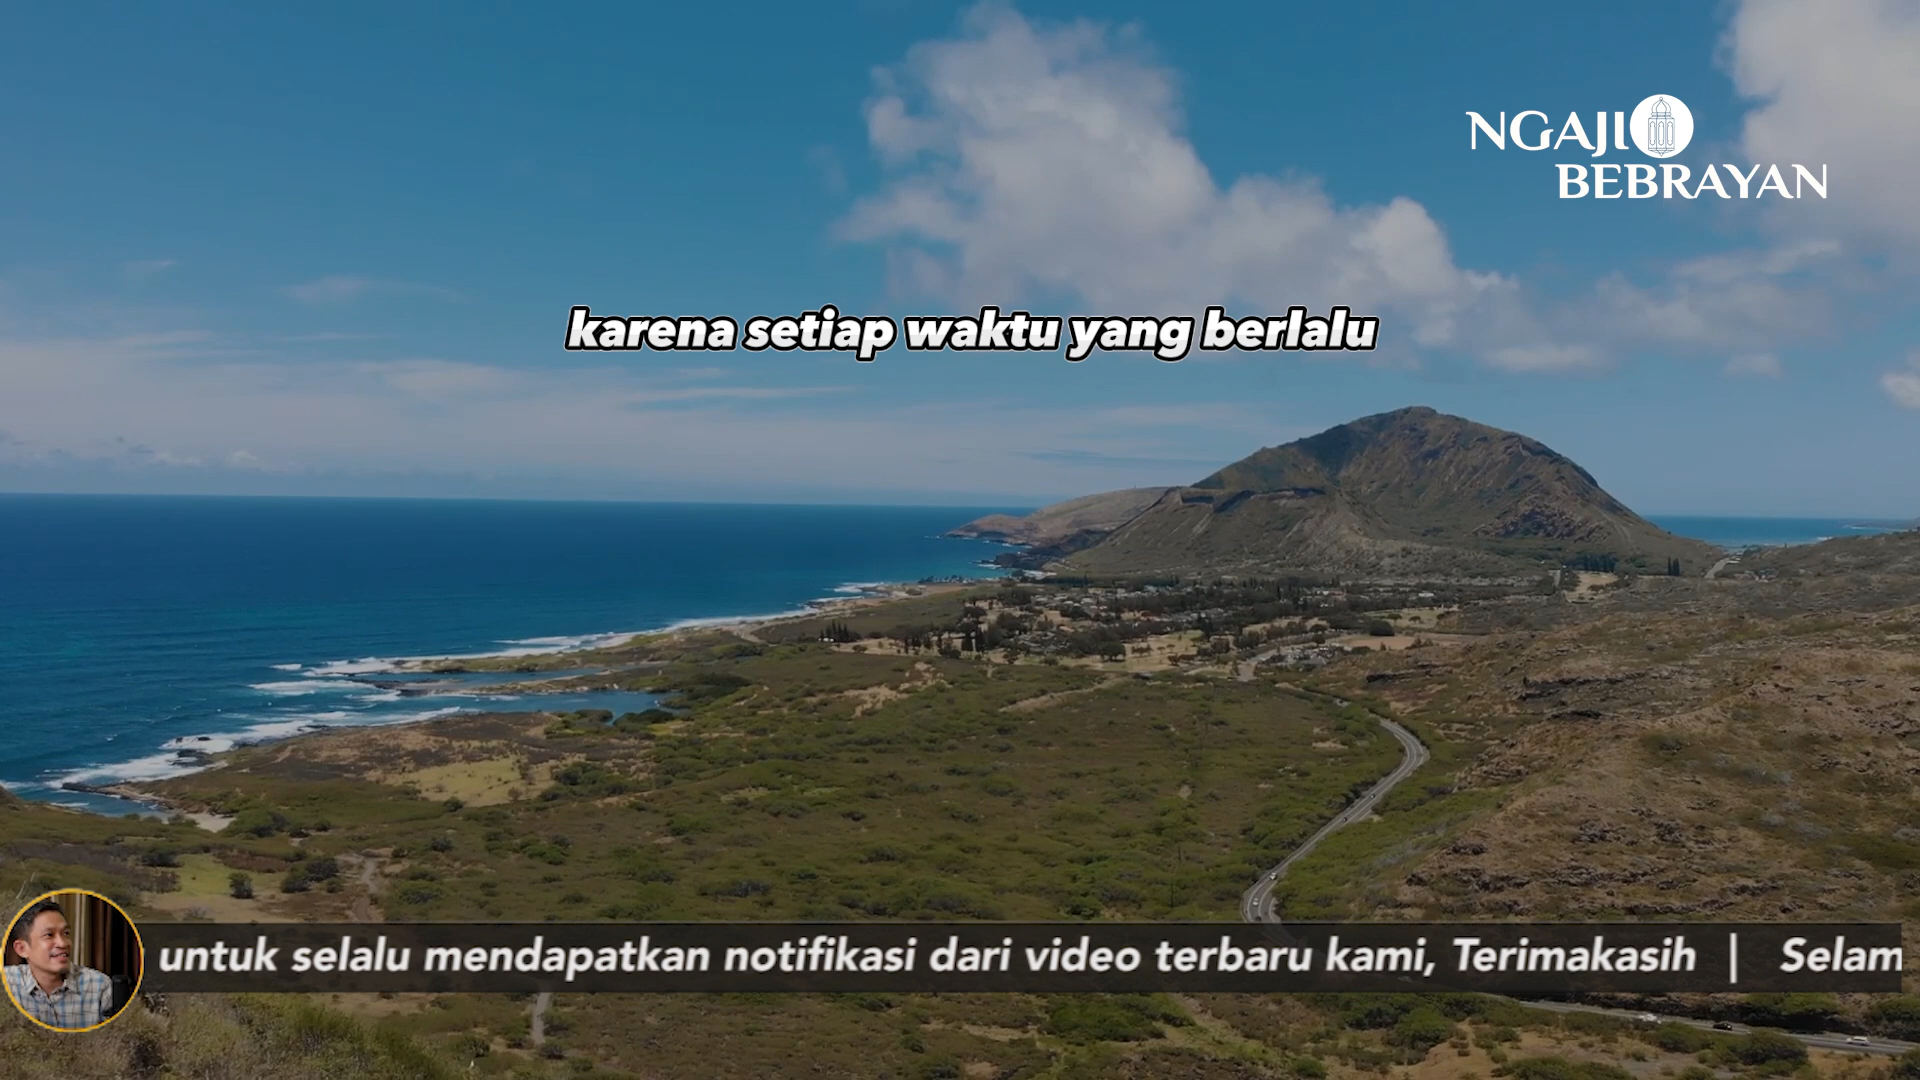 NGAJI
BEBRAYAN
karena setiap waktu yang berlalu
untuk selalu mendapatkan notifikasi dari video terbaru kami, Terimakasih | Selam